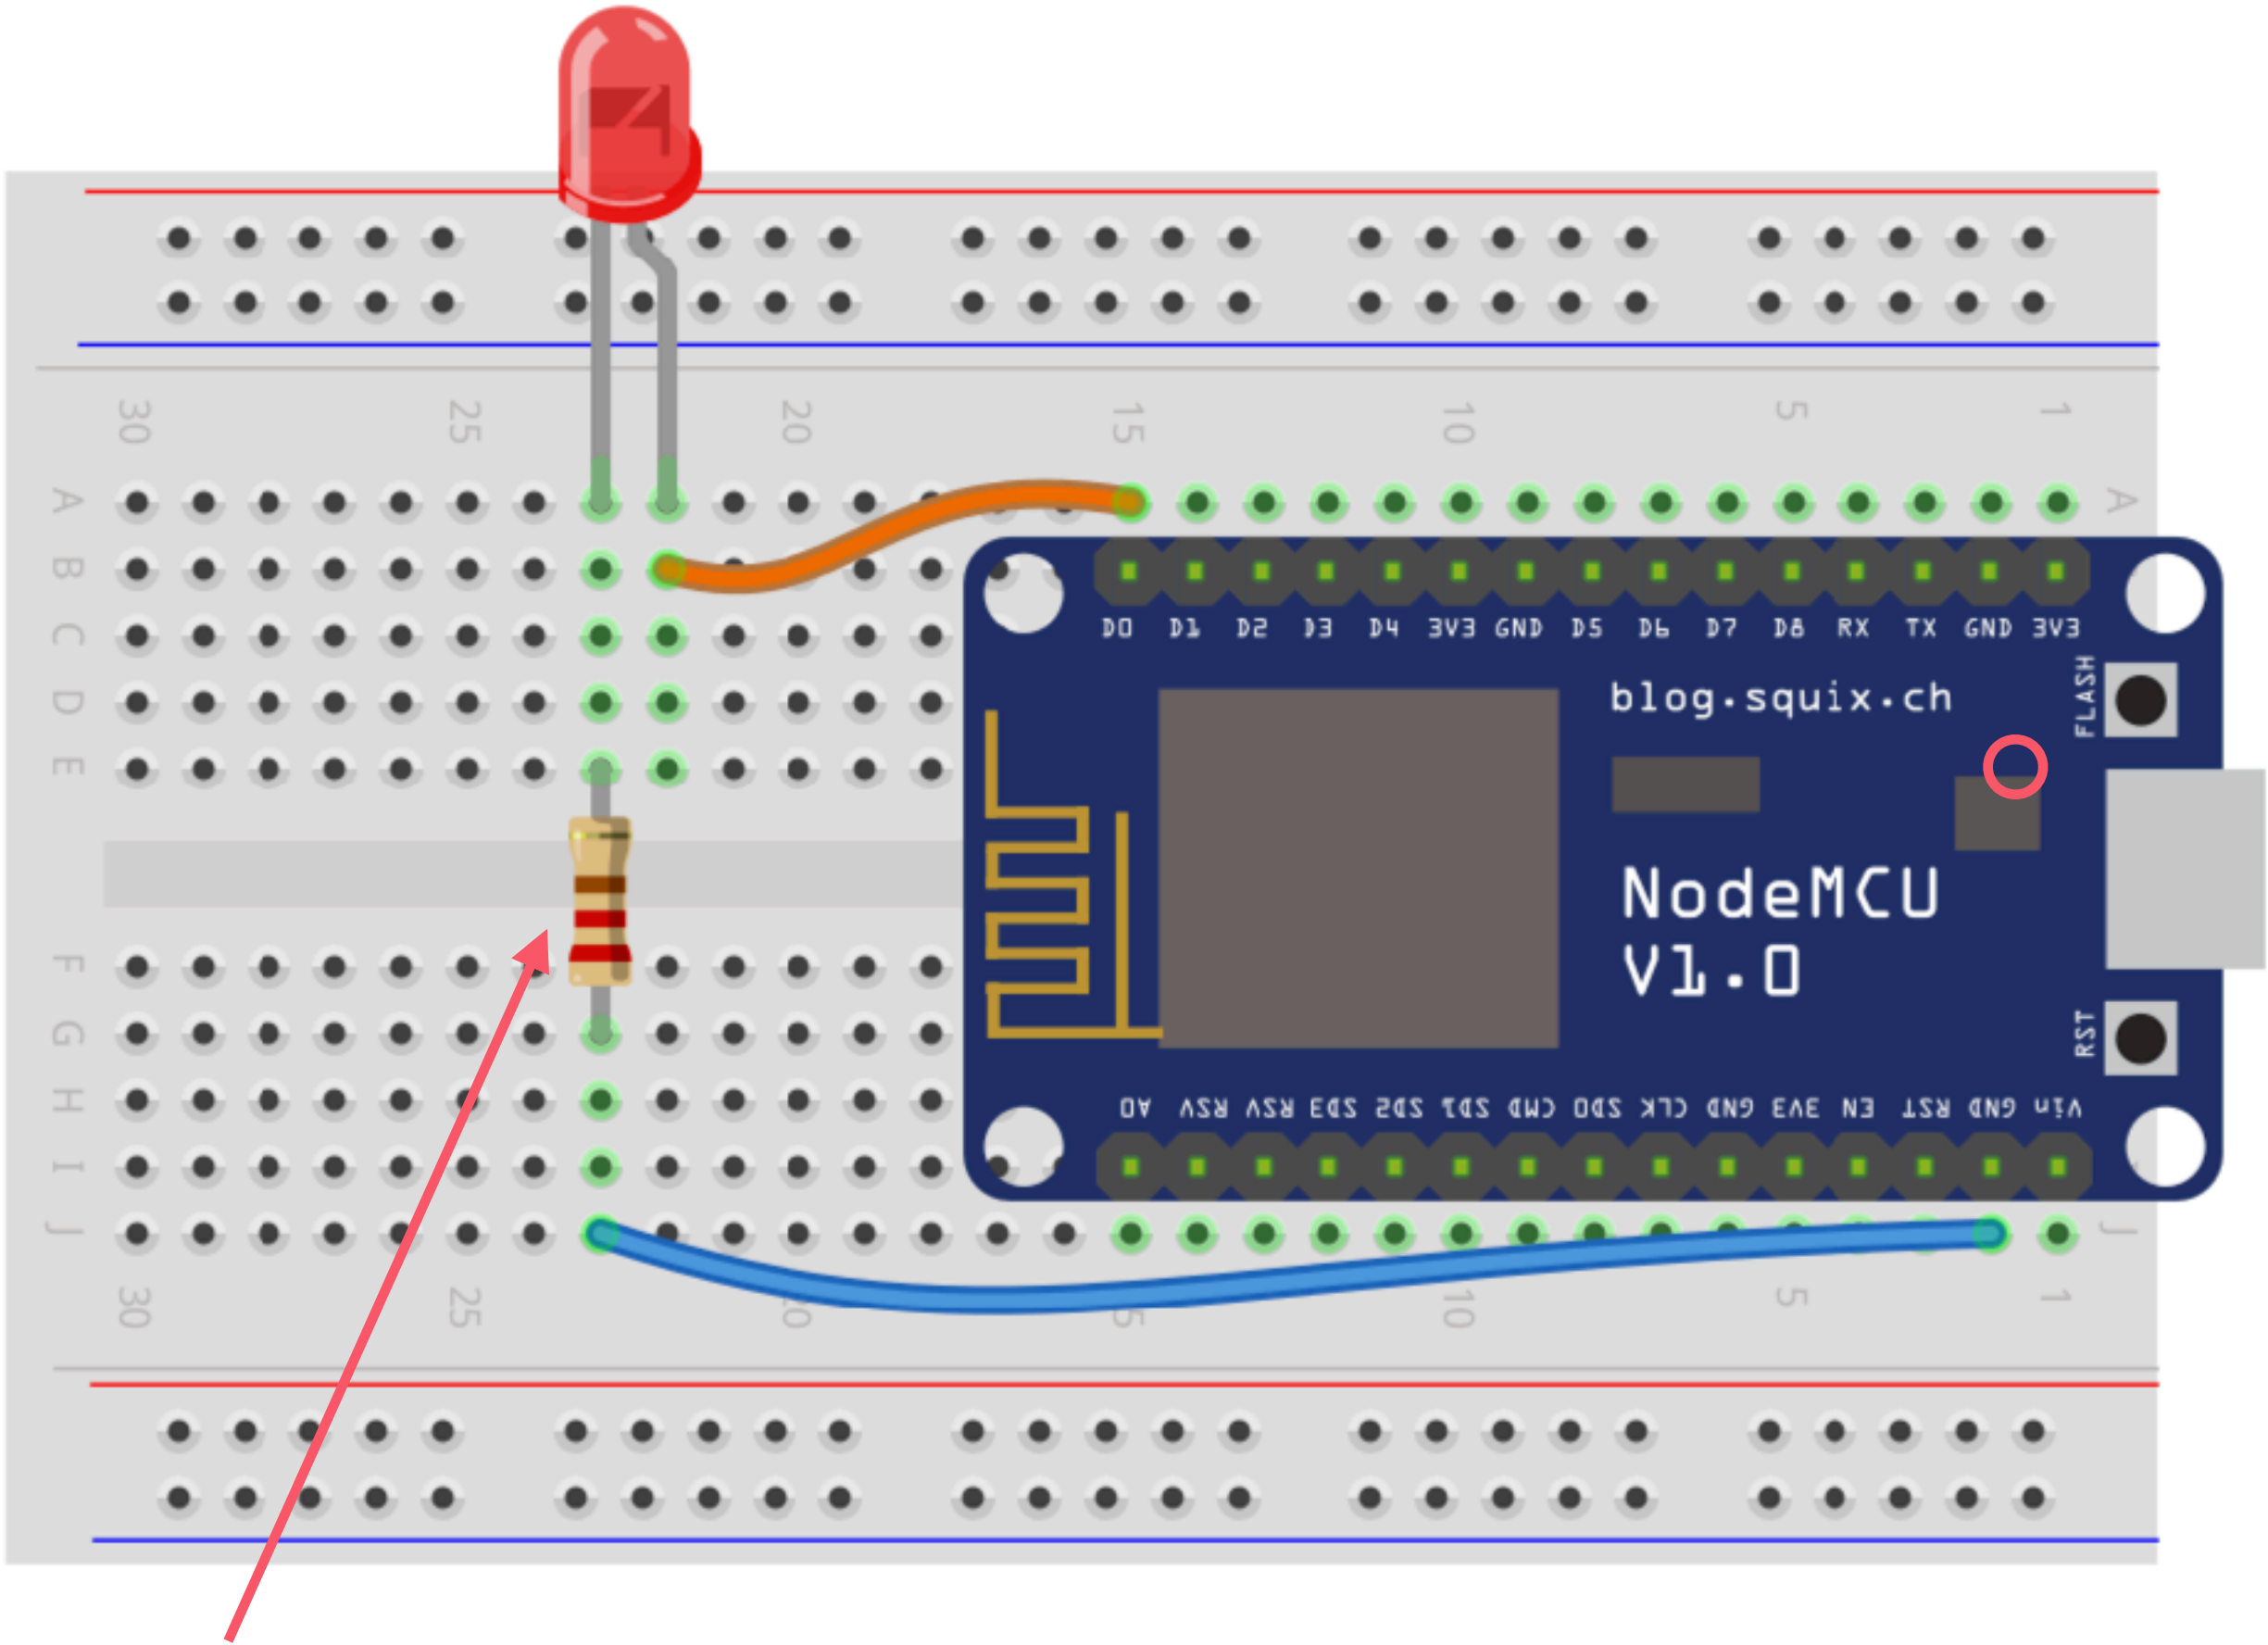 30 25 20 15 10 5 1
A A
B
C
D
E
D0 D1 D2 D3 D4 3V3 GND D5 D6 D7 D8 RX TX GND 3V3
FLASH
blog.squix.ch
NodeMCU
V1.0
RST
F
G
H
I
J J
A0 RSV RSV SD3 SD2 SD1 CMD SD0 CLK GND 3V3 EN RST GND Vin
30 25 20 15 10 5 1